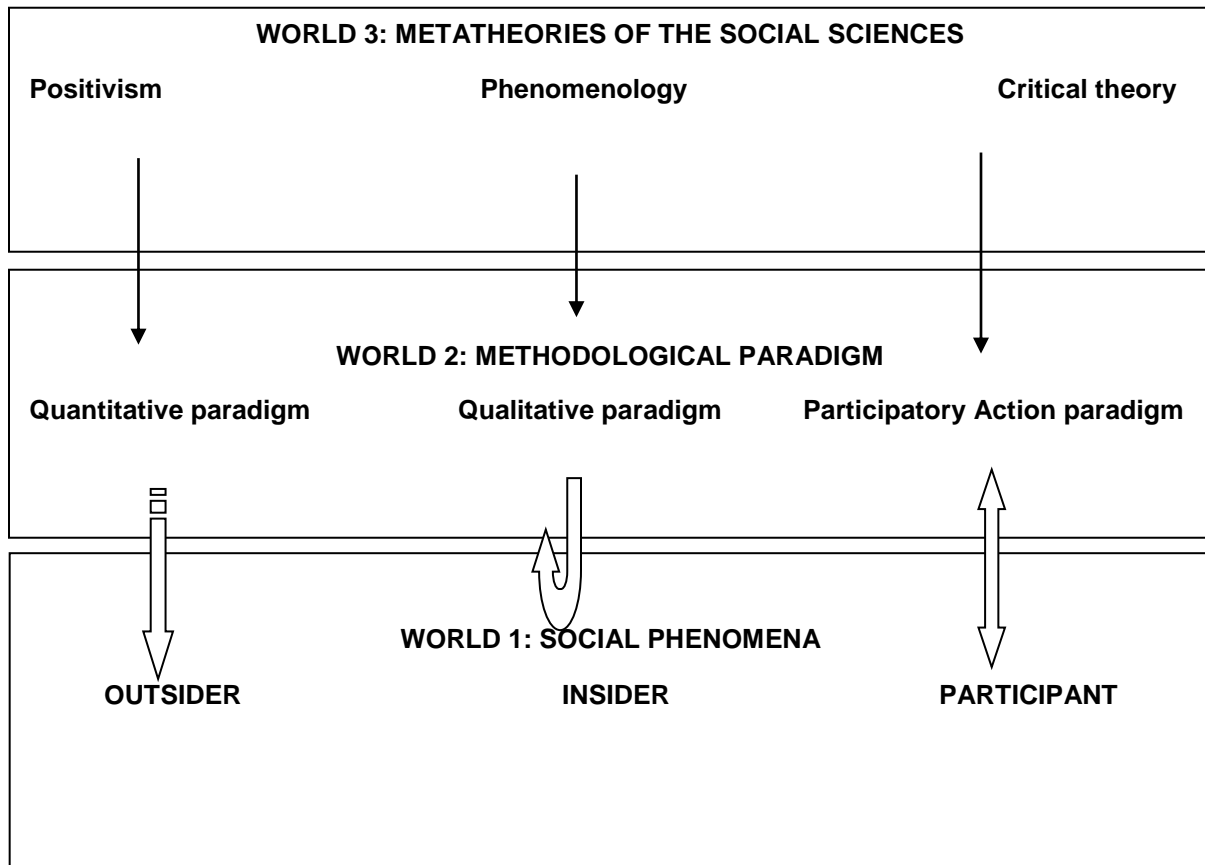 WORLD 3: METATHEORIES OF THE SOCIAL SCIENCES
Positivism Phenomenology Critical theory
WORLD 2: METHODOLOGICAL PARADIGM
Quantitative paradigm Qualitative paradigm Participatory Action paradigm
WORLD 1: SOCIAL PHENOMENA
OUTSIDER INSIDER PARTICIPANT